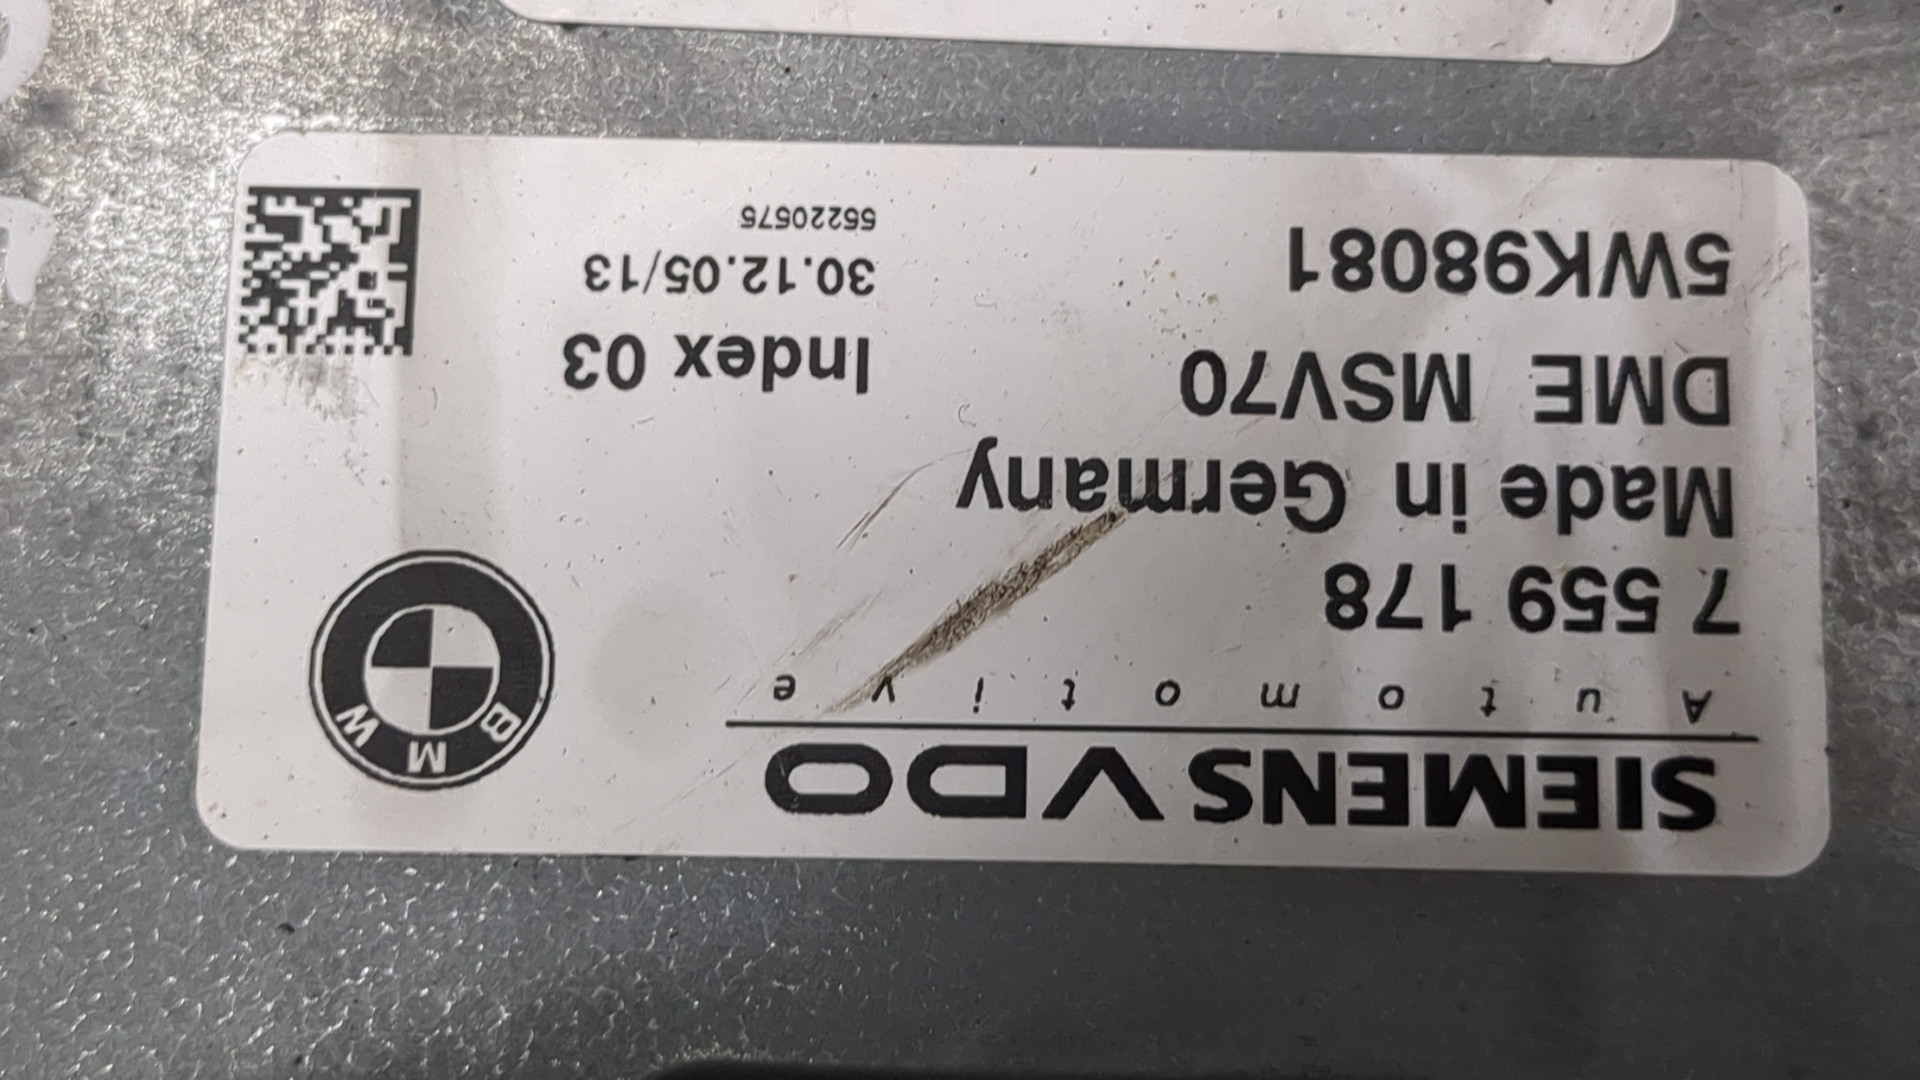 SIEMENS VDO
Automotive
7 559 178
Made in Germany
DME MSV70
5WK98081
BMW
Index 03
30.12.05/13
55220575